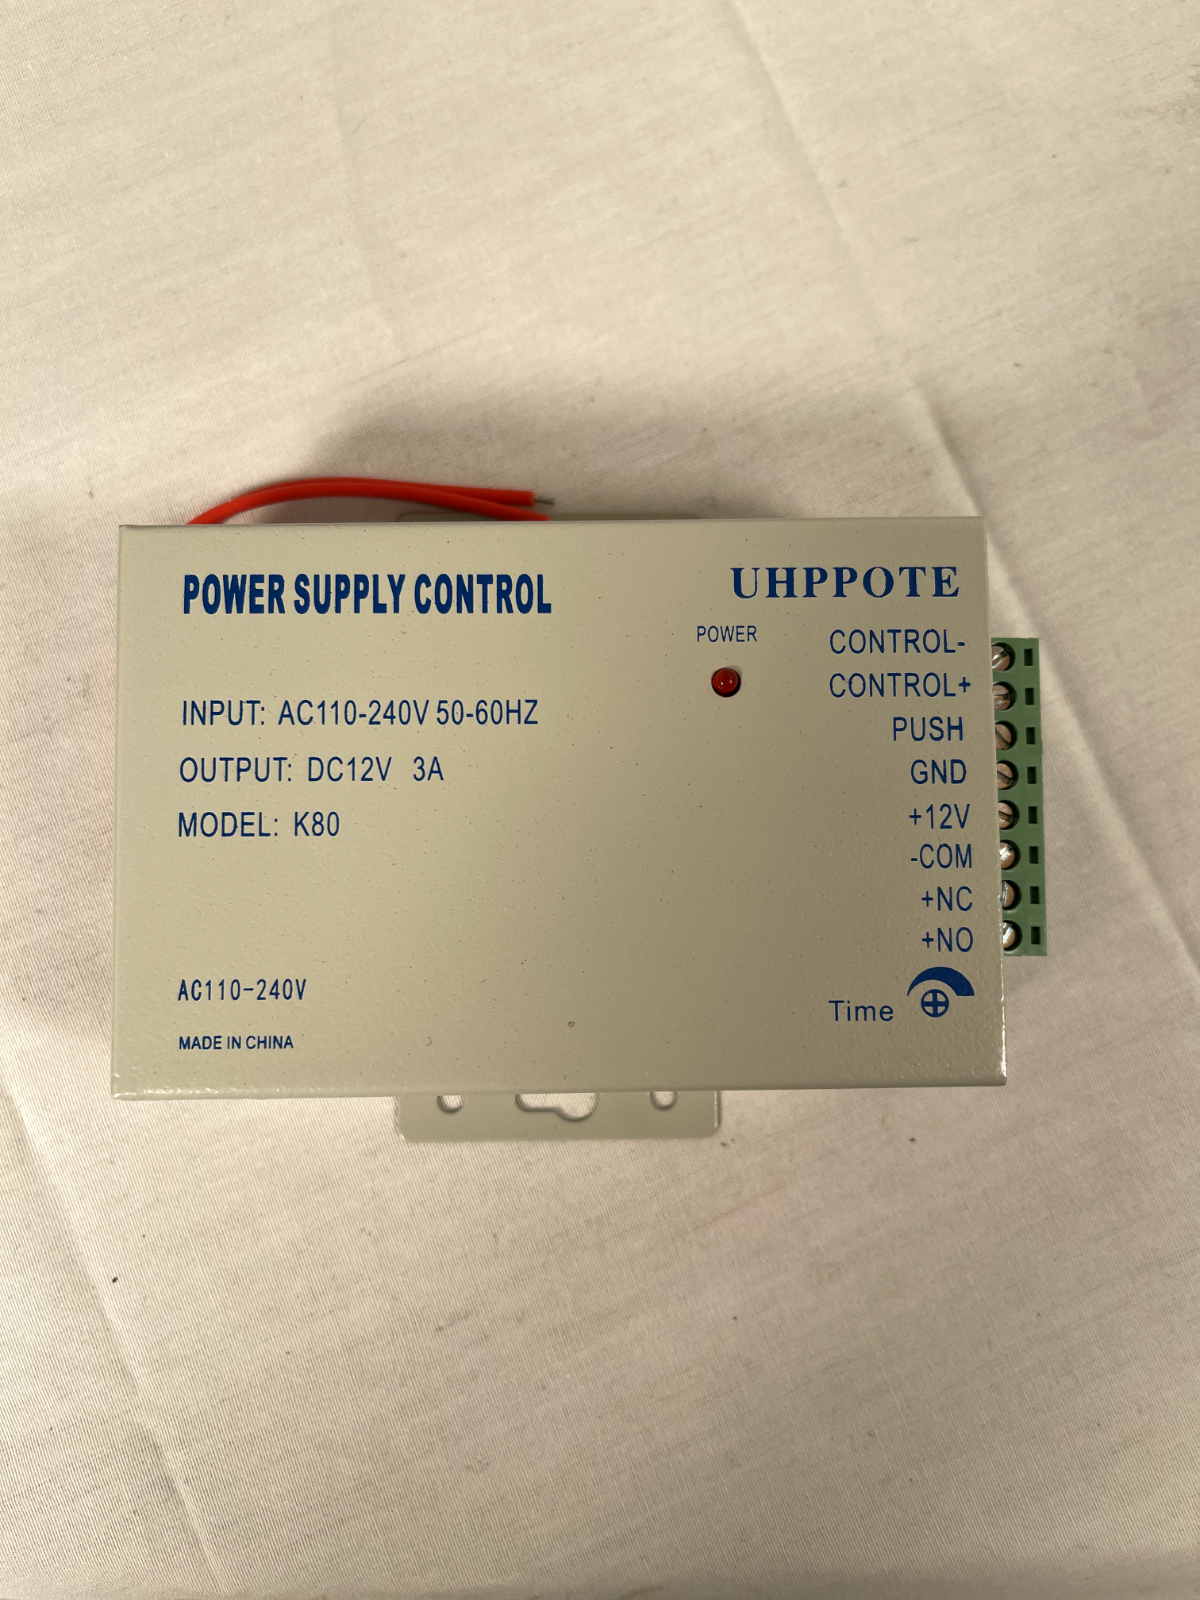 POWER SUPPLY CONTROL
INPUT: AC110-240V 50-60HZ
OUTPUT: DC12V 3A
MODEL: K80
AC110-240V
MADE IN CHINA
UHPPOTE
POWER
CONTROL-
CONTROL+
PUSH
GND
+12V
-COM
+NC
+NO
Time